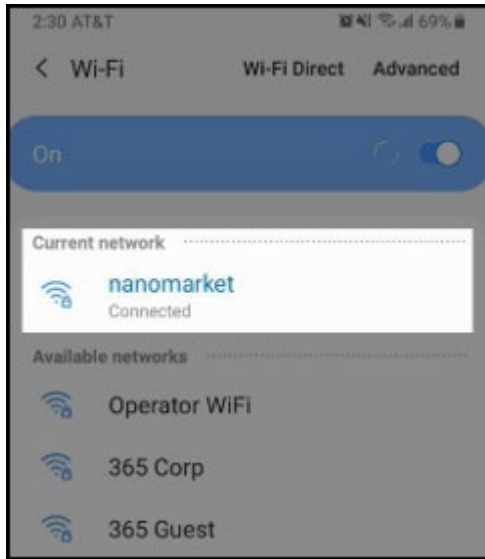 2:30 AT&T 69%
< Wi-Fi Wi-Fi Direct Advanced
On
Current network
nanomarket
Connected
Available networks
Operator WiFi
365 Corp
365 Guest